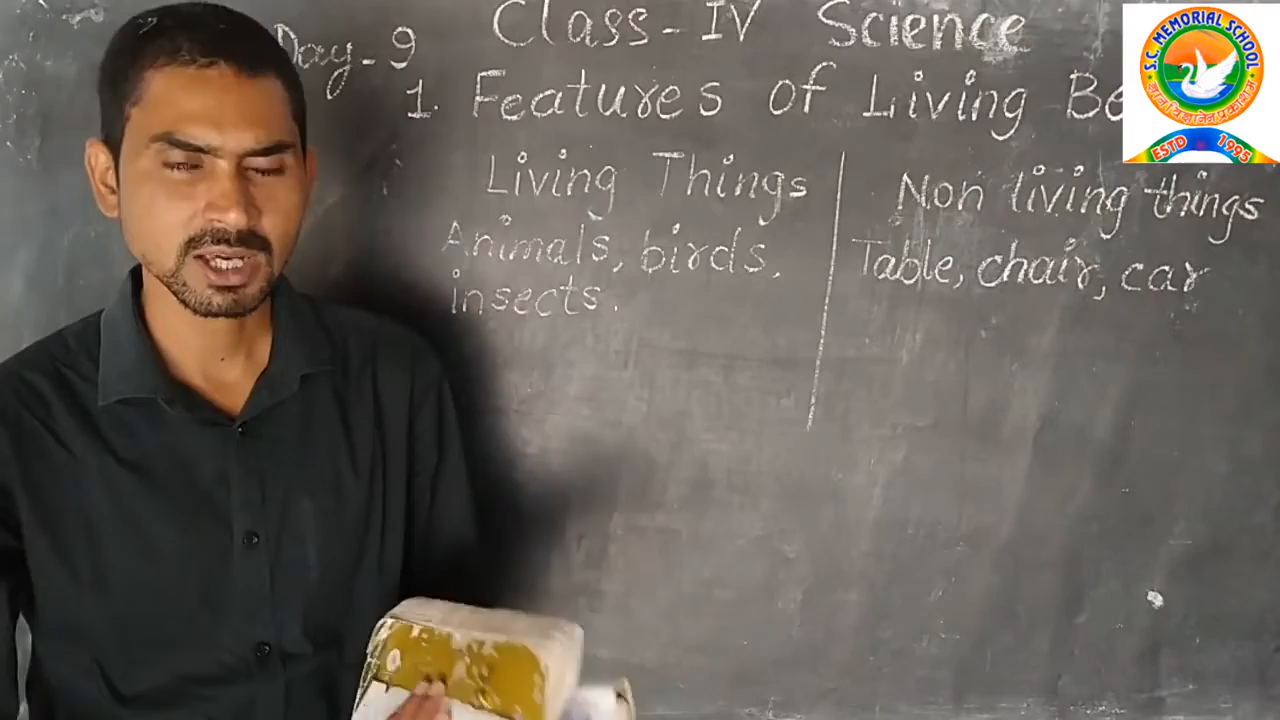 Day-9
Class-IV Science
1. Features of Living Be
Living Things
Animals, birds.
insects.
Non living things
Table, chair, car
S.C. MEMORIAL SCHOOL
ESTD 1995